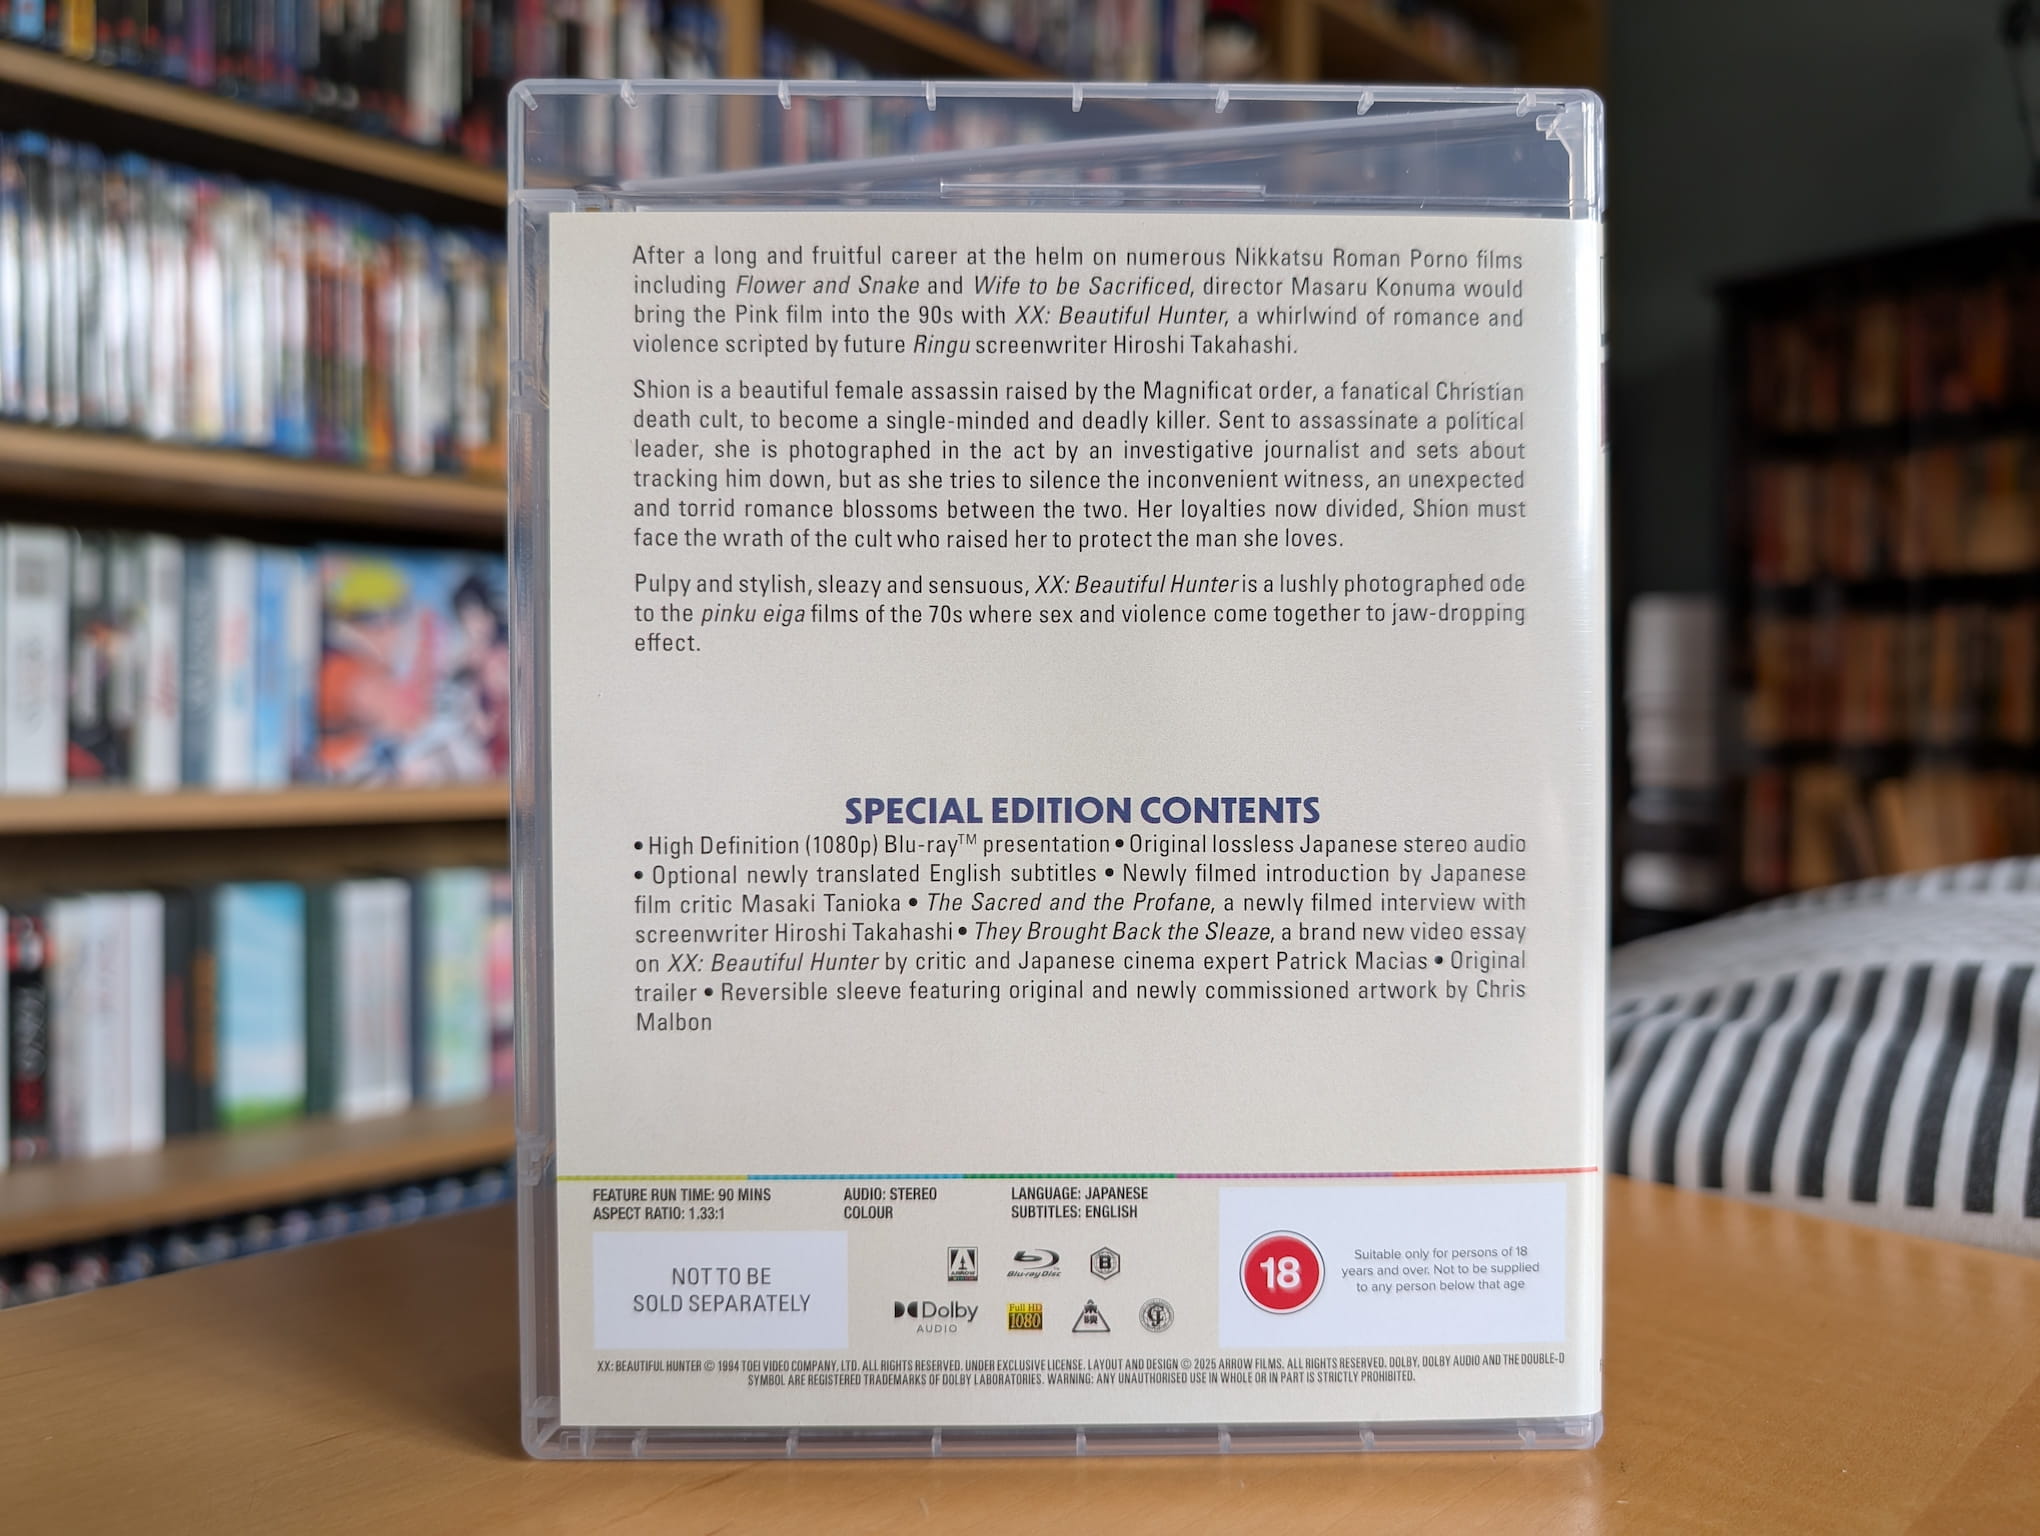 After a long and fruitful career at the helm on numerous Nikkatsu Roman Porno films
including Flower and Snake and Wife to be Sacrificed, director Masaru Konuma would
bring the Pink film into the 90s with XX: Beautiful Hunter, a whirlwind of romance and
violence scripted by future Ringu screenwriter Hiroshi Takahashi.
Shion is a beautiful female assassin raised by the Magnificat order, a fanatical Christian
death cult, to become a single-minded and deadly killer. Sent to assassinate a political
leader, she is photographed in the act by an investigative journalist and sets about
tracking him down, but as she tries to silence the inconvenient witness, an unexpected
and torrid romance blossoms between the two. Her loyalties now divided, Shion must
face the wrath of the cult who raised her to protect the man she loves.
Pulpy and stylish, sleazy and sensuous, XX: Beautiful Hunter is a lushly photographed ode
to the pinku eiga films of the 70s where sex and violence come together to jaw-dropping
effect.
SPECIAL EDITION CONTENTS
• High Definition (1080p) Blu-ray™ presentation • Original lossless Japanese stereo audio
• Optional newly translated English subtitles • Newly filmed introduction by Japanese
film critic Masaki Tanioka • The Sacred and the Profane, a newly filmed interview with
screenwriter Hiroshi Takahashi • They Brought Back the Sleaze, a brand new video essay
on XX: Beautiful Hunter by critic and Japanese cinema expert Patrick Macias • Original
trailer • Reversible sleeve featuring original and newly commissioned artwork by Chris
Malbon
FEATURE RUN TIME: 90 MINS
ASPECT RATIO: 1.33:1
AUDIO: STEREO
COLOUR
LANGUAGE: JAPANESE
SUBTITLES: ENGLISH
NOT TO BE
SOLD SEPARATELY
ARROW
Blu-ray Disc
B
Dolby
AUDIO
Full HD
1080
18
Suitable only for persons of 18
years and over. Not to be supplied
to any person below that age
XX: BEAUTIFUL HUNTER © 1994 TOEI VIDEO COMPANY, LTD. ALL RIGHTS RESERVED. UNDER EXCLUSIVE LICENSE. LAYOUT AND DESIGN © 2025 ARROW FILMS. ALL RIGHTS RESERVED. DOLBY, DOLBY AUDIO AND THE DOUBLE-D
SYMBOL ARE REGISTERED TRADEMARKS OF DOLBY LABORATORIES. WARNING: ANY UNAUTHORISED USE IN WHOLE OR IN PART IS STRICTLY PROHIBITED.